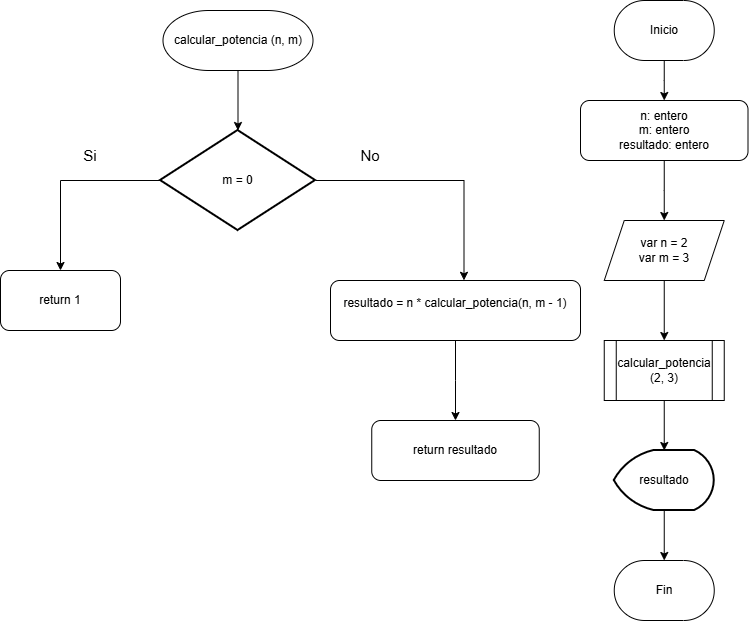 calcular_potencia (n, m)
Si
No
m = 0
return 1
resultado = n * calcular_potencia(n, m - 1)
return resultado
Inicio
n: entero
m: entero
resultado: entero
var n = 2
var m = 3
calcular_potencia
(2, 3)
resultado
Fin